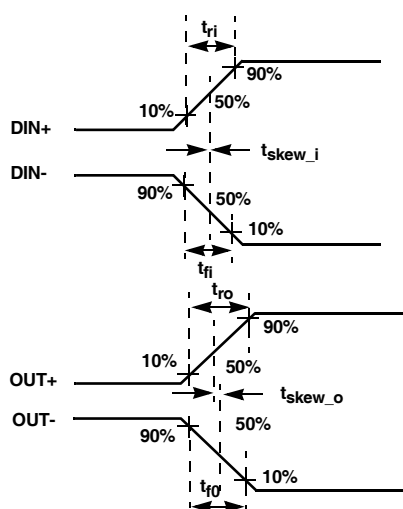 tri
90%
10%
50%
DIN+
tskew_i
DIN-
90%
50%
10%
tfi
tro
90%
10%
50%
OUT+
tskew_o
OUT-
50%
90%
10%
tf0